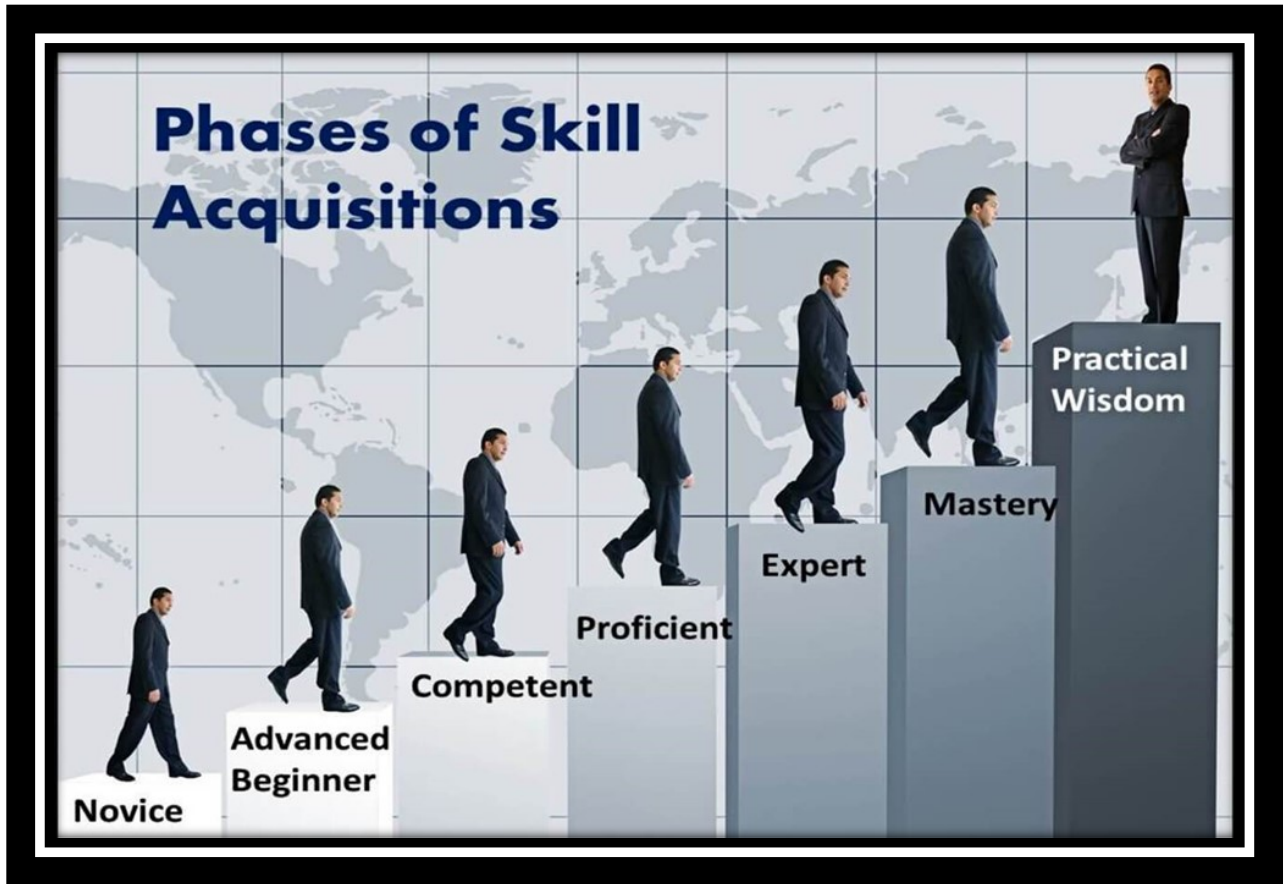 Phases of Skill
Acquisitions
Novice
Advanced
Beginner
Competent
Proficient
Expert
Mastery
Practical
Wisdom